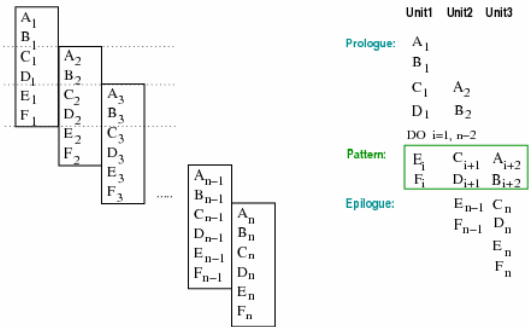 A1
B1
C1
D1
E1
F1
A2
B2
C2
D2
E2
F2
A3
B3
C3
D3
E3
F3
.....
An−1
Bn−1
Cn−1
Dn−1
En−1
Fn−1
An
Bn
Cn
Dn
En
Fn
Unit1 Unit2 Unit3
Prologue: A1
B1
C1 A2
D1 B2
DO i=1, n−2
Pattern: Ei Ci+1 Ai+2
Fi Di+1 Bi+2
Epilogue: En−1 Cn
Fn−1 Dn
En
Fn